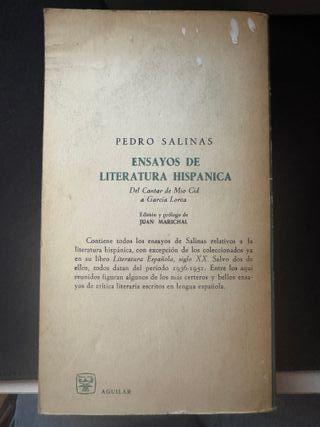 PEDRO SALINAS
ENSAYOS DE
LITERATURA HISPANICA
Del Cantar de Mio Cid
a García Lorca
Edición y prólogo de
JUAN MARICHAL
Contiene todos los ensayos de Salinas relativos a la
literatura hispánica, con excepción de los coleccionados ya
en su libro Literatura Española, siglo XX. Salvo dos de
ellos, todos datan del período 1936-1951. Entre los aquí
reunidos figuran algunos de los más certeros y bellos ensa-
yos de crítica literaria escritos en lengua española.
AGUILAR